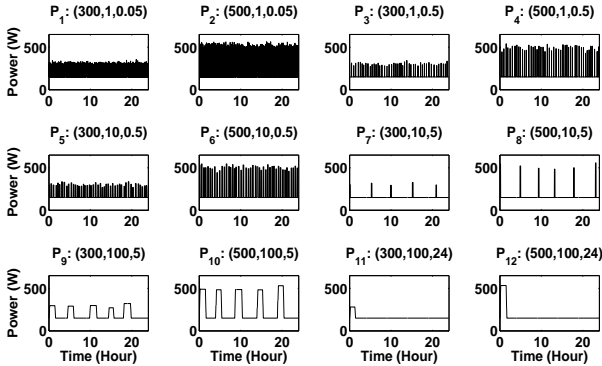 P1: (300,1,0.05)
P2: (500,1,0.05)
P3: (300,1,0.5)
P4: (500,1,0.5)
Power (W)
500
0
0 10 20
500
0
0 10 20
500
0
0 10 20
500
0
0 10 20
P5: (300,10,0.5)
P6: (500,10,0.5)
P7: (300,10,5)
P8: (500,10,5)
Power (W)
500
0
0 10 20
500
0
0 10 20
500
0
0 10 20
500
0
0 10 20
P9: (300,100,5)
P10: (500,100,5)
P11: (300,100,24)
P12: (500,100,24)
Power (W)
500
0
0 10 20
500
0
0 10 20
500
0
0 10 20
500
0
0 10 20
Time (Hour)
Time (Hour)
Time (Hour)
Time (Hour)